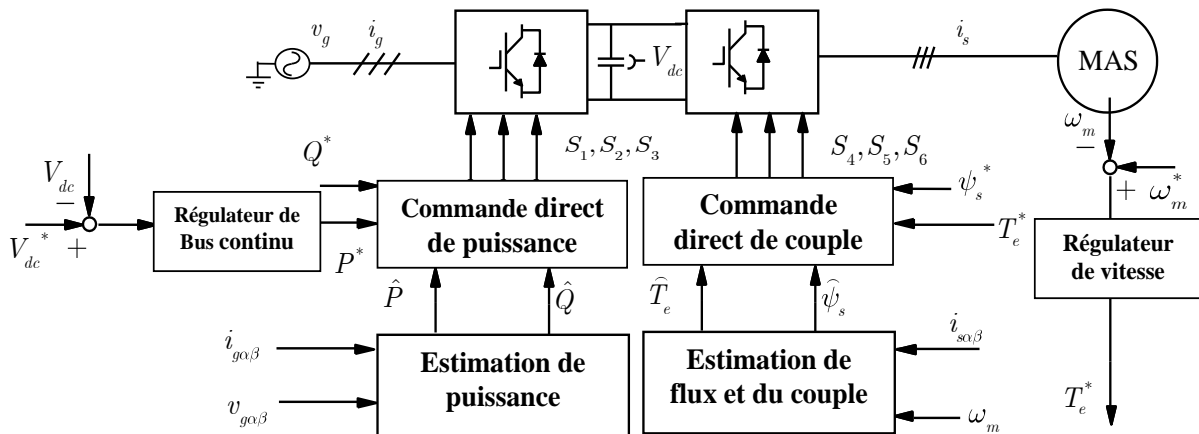 v_g
i_g
V_dc
i_s
MAS
ω_m
−
+
ω_m^*
S_1, S_2, S_3
S_4, S_5, S_6
Q^*
V_dc
−
V_dc^*
+
Régulateur de
Bus continu
P^*
Commande direct
de puissance
Commande
direct de couple
ψ_s^*
T_e^*
Régulateur
de vitesse
P̂
Q̂
T̂_e
ψ̂_s
i_gαβ
v_gαβ
Estimation de
puissance
Estimation de
flux et du couple
i_sαβ
ω_m
T_e^*